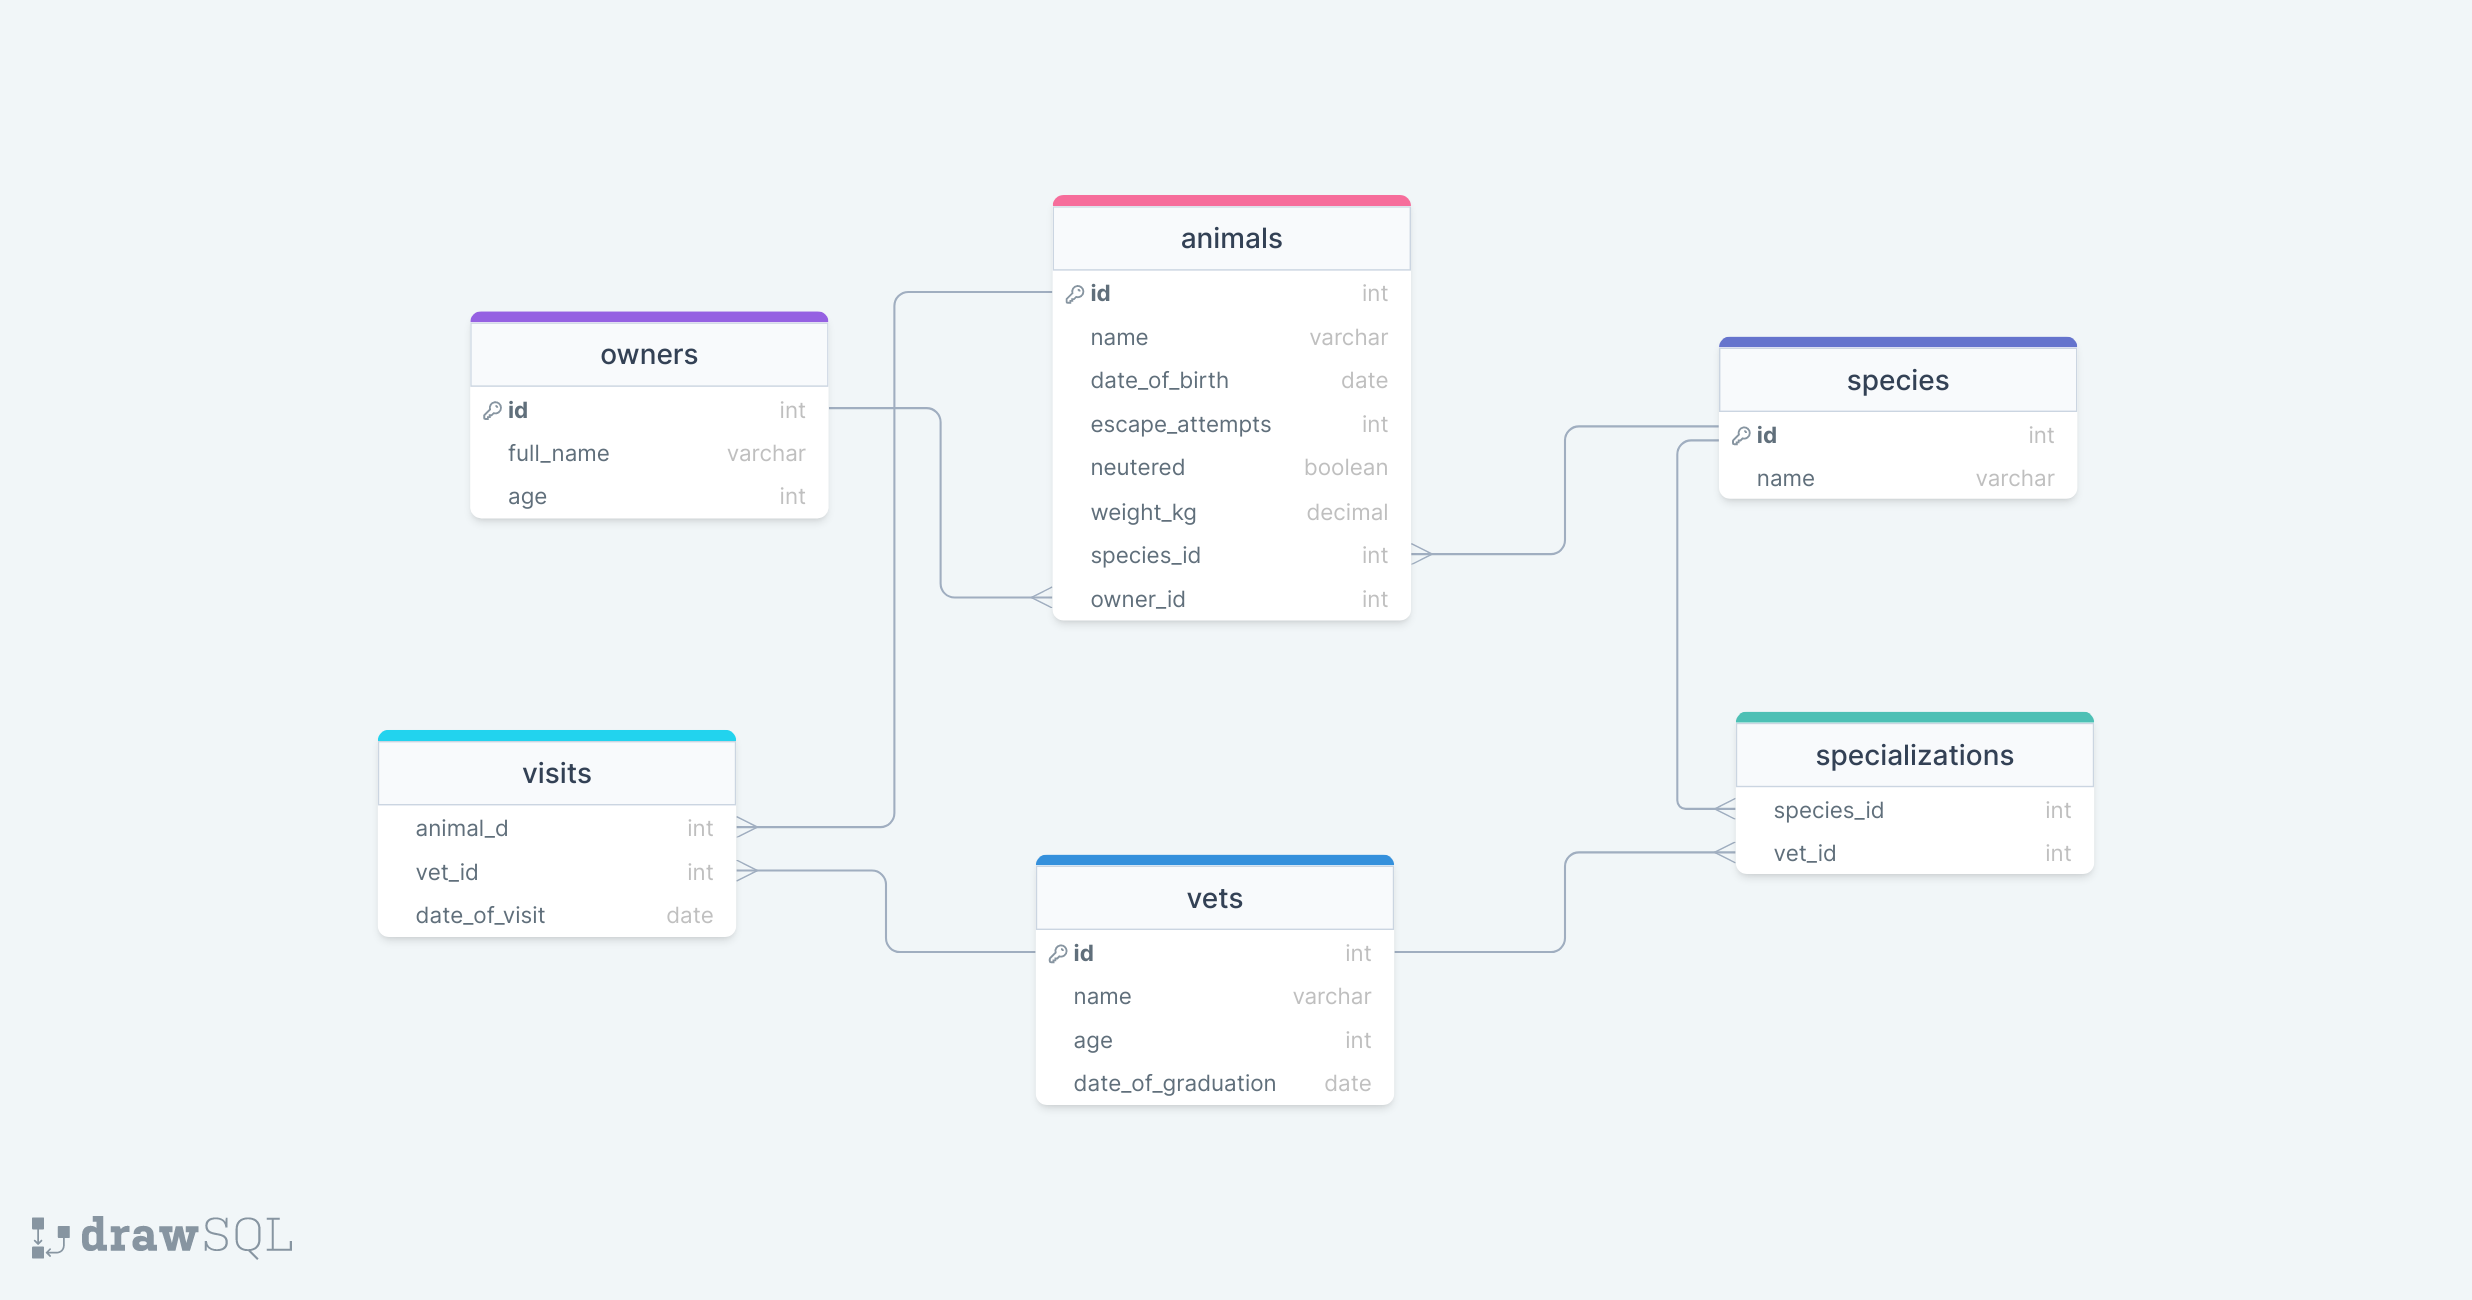 animals
id int
name varchar
date_of_birth date
escape_attempts int
neutered boolean
weight_kg decimal
species_id int
owner_id int
owners
id int
full_name varchar
age int
species
id int
name varchar
visits
animal_d int
vet_id int
date_of_visit date
vets
id int
name varchar
age int
date_of_graduation date
specializations
species_id int
vet_id int
drawSQL